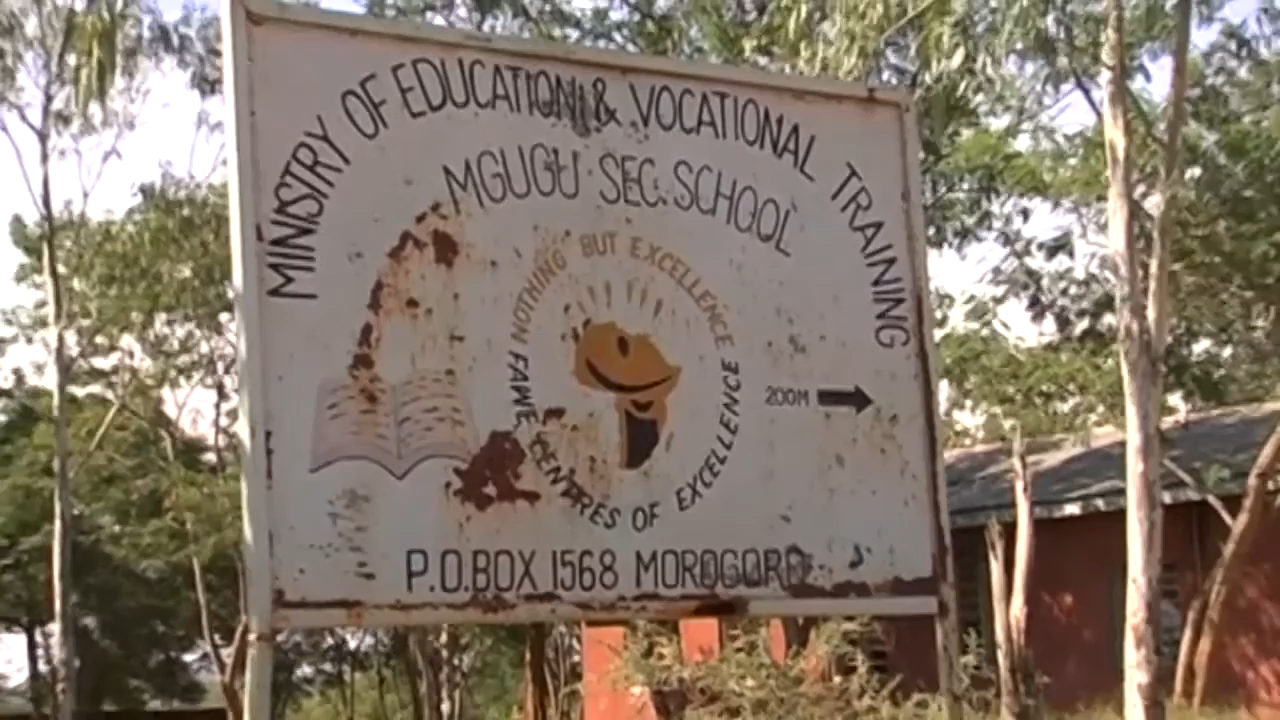 MINISTRY OF EDUCATION & VOCATIONAL TRAINING
MGUGU SEC. SCHOOL
NOTHING BUT EXCELLENCE
FAWE CENTRES OF EXCELLENCE
200M
P.O.BOX 1568 MOROGORO